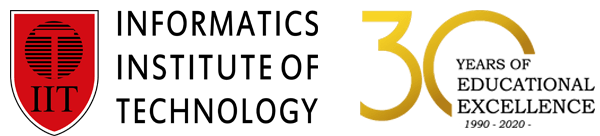 IIT
INFORMATICS
INSTITUTE OF
TECHNOLOGY
30
YEARS OF
EDUCATIONAL
EXCELLENCE
1990 - 2020 -